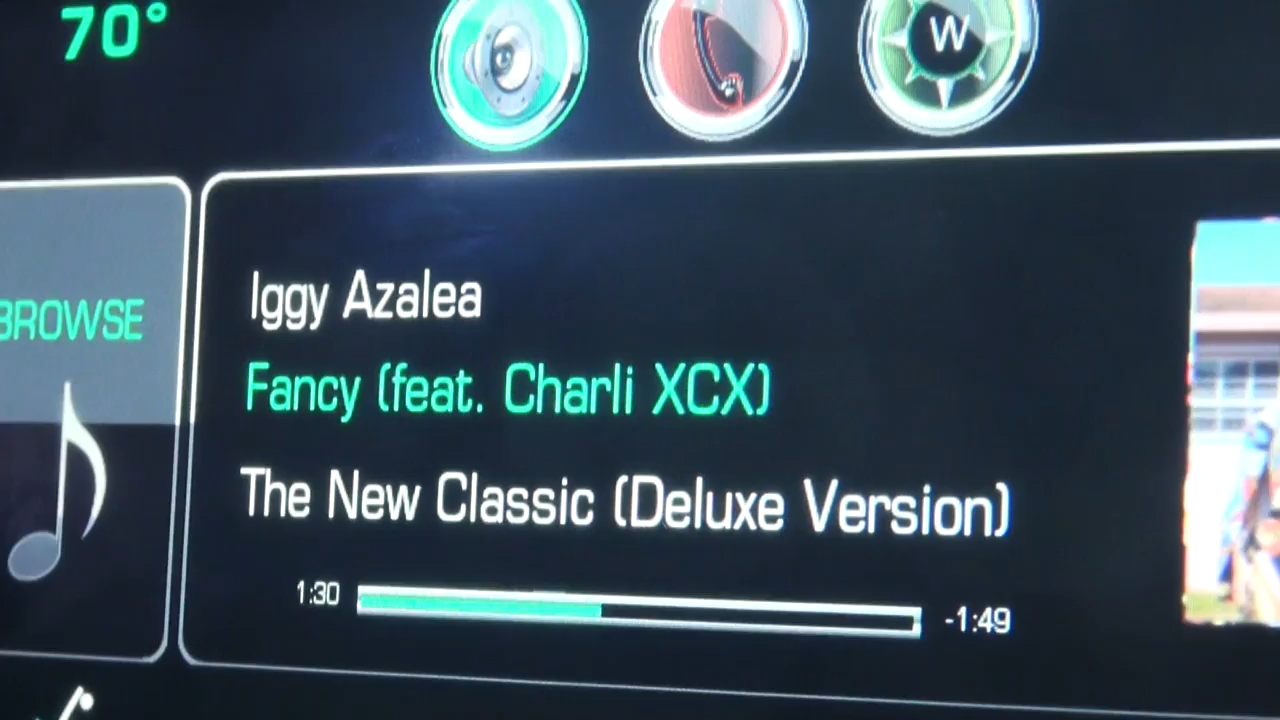 70°
W
BROWSE
Iggy Azalea
Fancy (feat. Charli XCX)
The New Classic (Deluxe Version)
1:30
-1:49